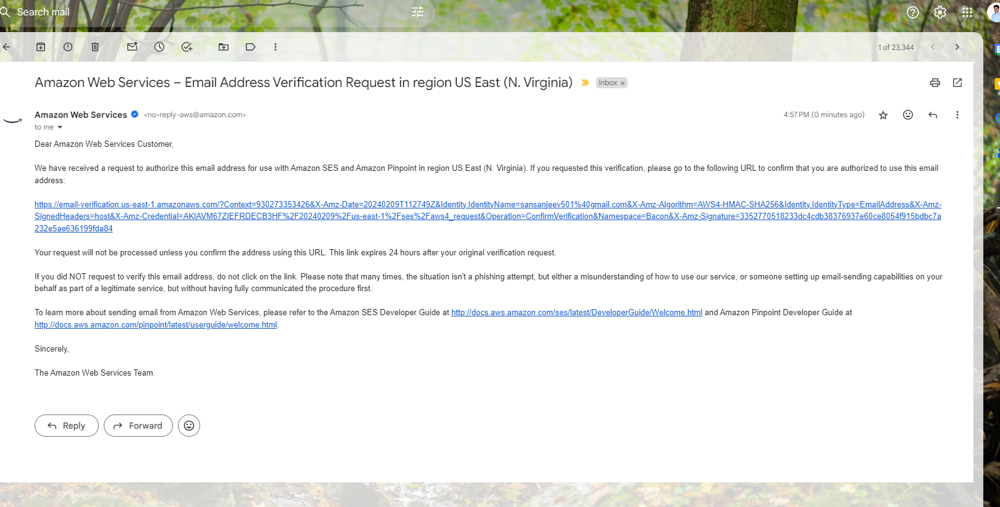 Search mail
1 of 23,344
Amazon Web Services – Email Address Verification Request in region US East (N. Virginia)
Inbox ×
Amazon Web Services <no-reply-aws@amazon.com>
4:57 PM (0 minutes ago)
to me
Dear Amazon Web Services Customer,
We have received a request to authorize this email address for use with Amazon SES and Amazon Pinpoint in region US East (N. Virginia). If you requested this verification, please go to the following URL to confirm that you are authorized to use this email
address:
https://email-verification.us-east-1.amazonaws.com/?Context=930273353426&X-Amz-Date=20240209T112749Z&Identity.IdentityName=sansanjeev501%40gmail.com&X-Amz-Algorithm=AWS4-HMAC-SHA256&Identity.IdentityType=EmailAddress&X-Amz-
SignedHeaders=host&X-Amz-Credential=AKIAVM67ZIEFRDECB3HF%2F20240209%2Fus-east-1%2Fses%2Faws4_request&Operation=ConfirmVerification&Namespace=Bacon&X-Amz-Signature=3352770518233dc4cdb38376937e60ce8054f915bdbc7a
232e5ae636199fda84
Your request will not be processed unless you confirm the address using this URL. This link expires 24 hours after your original verification request.
If you did NOT request to verify this email address, do not click on the link. Please note that many times, the situation isn't a phishing attempt, but either a misunderstanding of how to use our service, or someone setting up email-sending capabilities on your
behalf as part of a legitimate service, but without having fully communicated the procedure first.
To learn more about sending email from Amazon Web Services, please refer to the Amazon SES Developer Guide at http://docs.aws.amazon.com/ses/latest/DeveloperGuide/Welcome.html and Amazon Pinpoint Developer Guide at
http://docs.aws.amazon.com/pinpoint/latest/userguide/welcome.html.
Sincerely,
The Amazon Web Services Team.
Reply
Forward